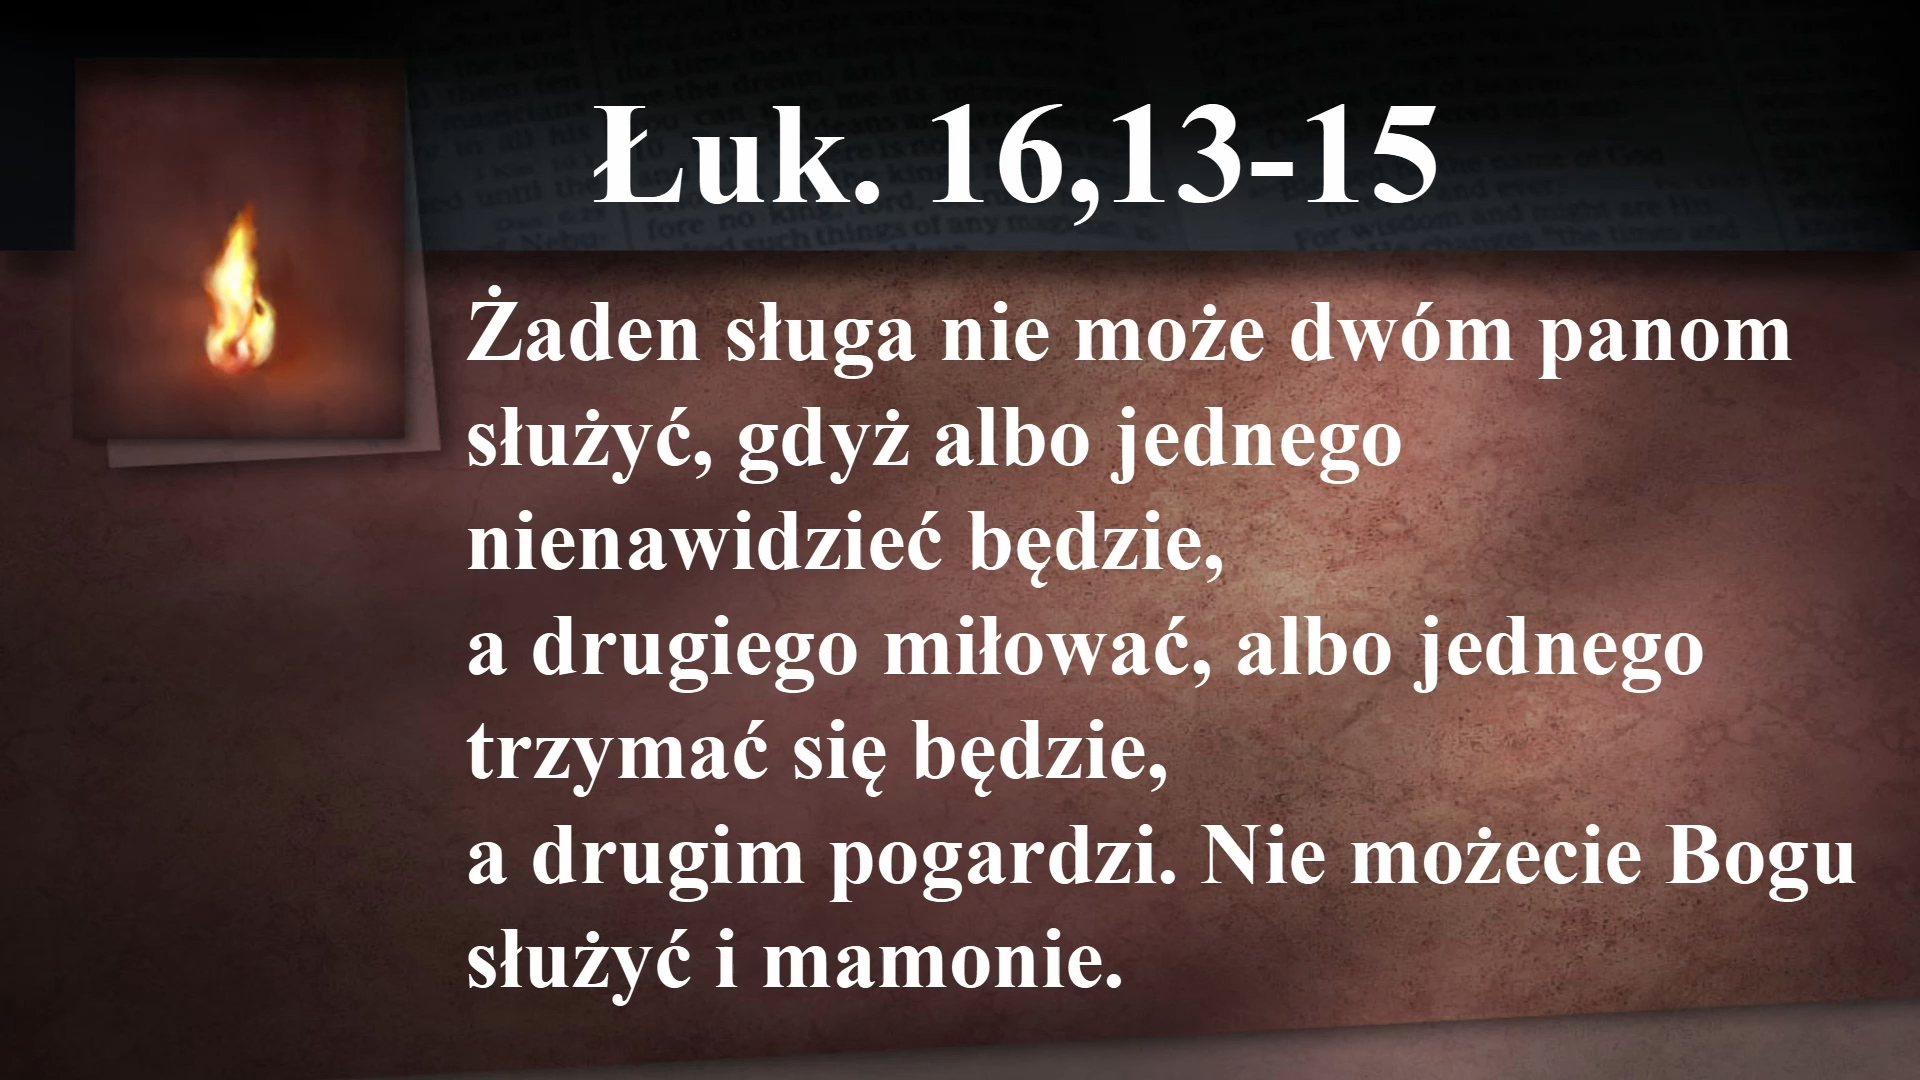 Łuk. 16,13-15
Żaden sługa nie może dwóm panom
służyć, gdyż albo jednego
nienawidzieć będzie,
a drugiego miłować, albo jednego
trzymać się będzie,
a drugim pogardzi. Nie możecie Bogu
służyć i mamonie.